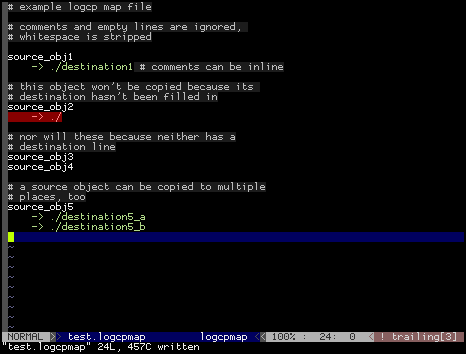 # example logcp map file
# comments and empty lines are ignored,
# whitespace is stripped
source_obj1
-> ./destination1 # comments can be inline
# this object won't be copied because its
# destination hasn't been filled in
source_obj2
-> ./
# nor will these because neither has a
# destination line
source_obj3
source_obj4
# a source object can be copied to multiple
# places, too
source_obj5
-> ./destination5_a
-> ./destination5_b
~
~
~
~
~
~
~
NORMAL test.logcpmap logcpmap 100% : 24: 0 ! trailing[3]
"test.logcpmap" 24L, 457C written